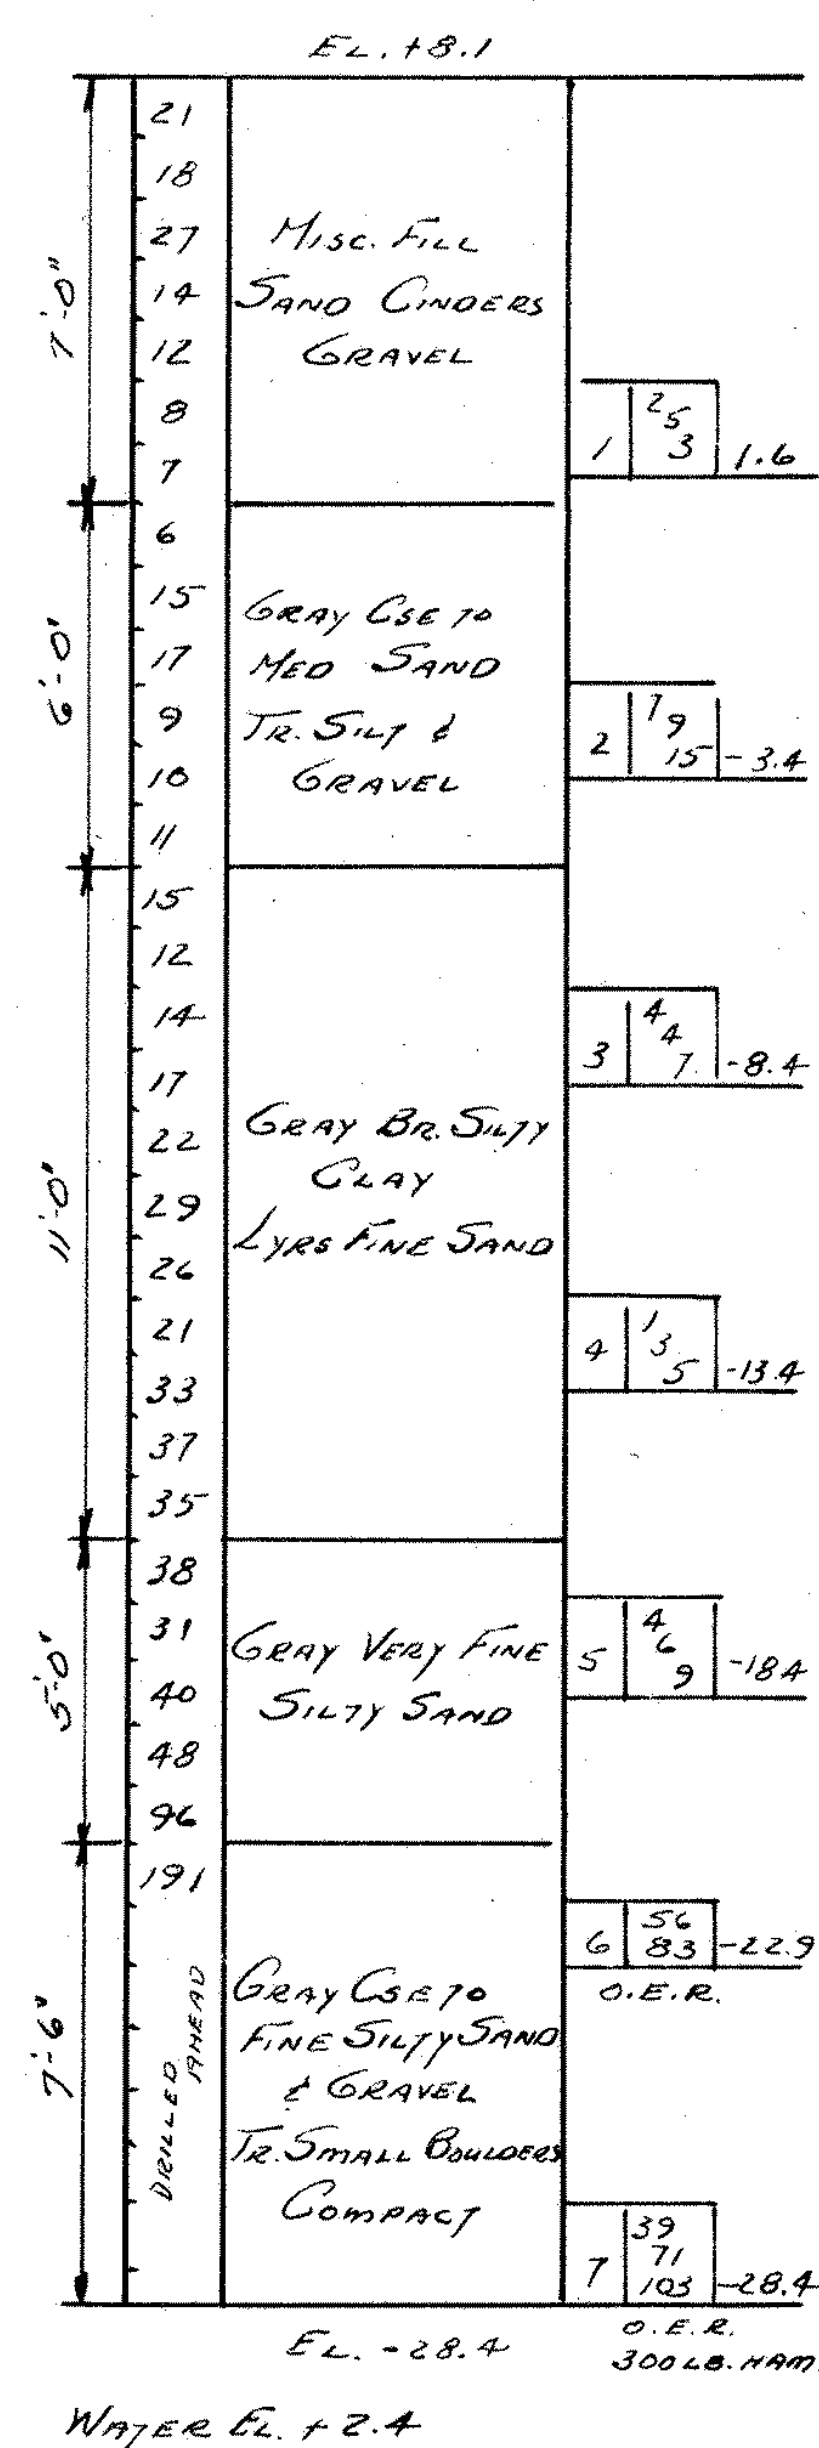 EL. +8.1
7'-0"
21
18
27
14
12
8
7
MISC. FILL
SAND CINDERS
GRAVEL
1
2
5
3
1.6
6'-0"
6
15
17
9
10
11
GRAY CSE TO
MED SAND
TR. SILT &
GRAVEL
2
7
9
15
-3.4
11'-0"
15
12
14
17
22
29
26
21
33
37
35
GRAY BR. SILTY
CLAY
LYRS FINE SAND
3
4
4
7
-8.4
4
1
3
5
-13.4
5'-0"
38
31
40
48
96
GRAY VERY FINE
SILTY SAND
5
4
6
9
-18.4
7'-6"
191
DRILLED
AHEAD
GRAY CSE TO
FINE SILTY SAND
& GRAVEL
TR. SMALL BOULDERS
COMPACT
6
56
83
-22.9
O.E.R.
7
39
71
103
-28.4
O.E.R.
300 LB. HAM.
EL. -28.4
WATER EL. +2.4